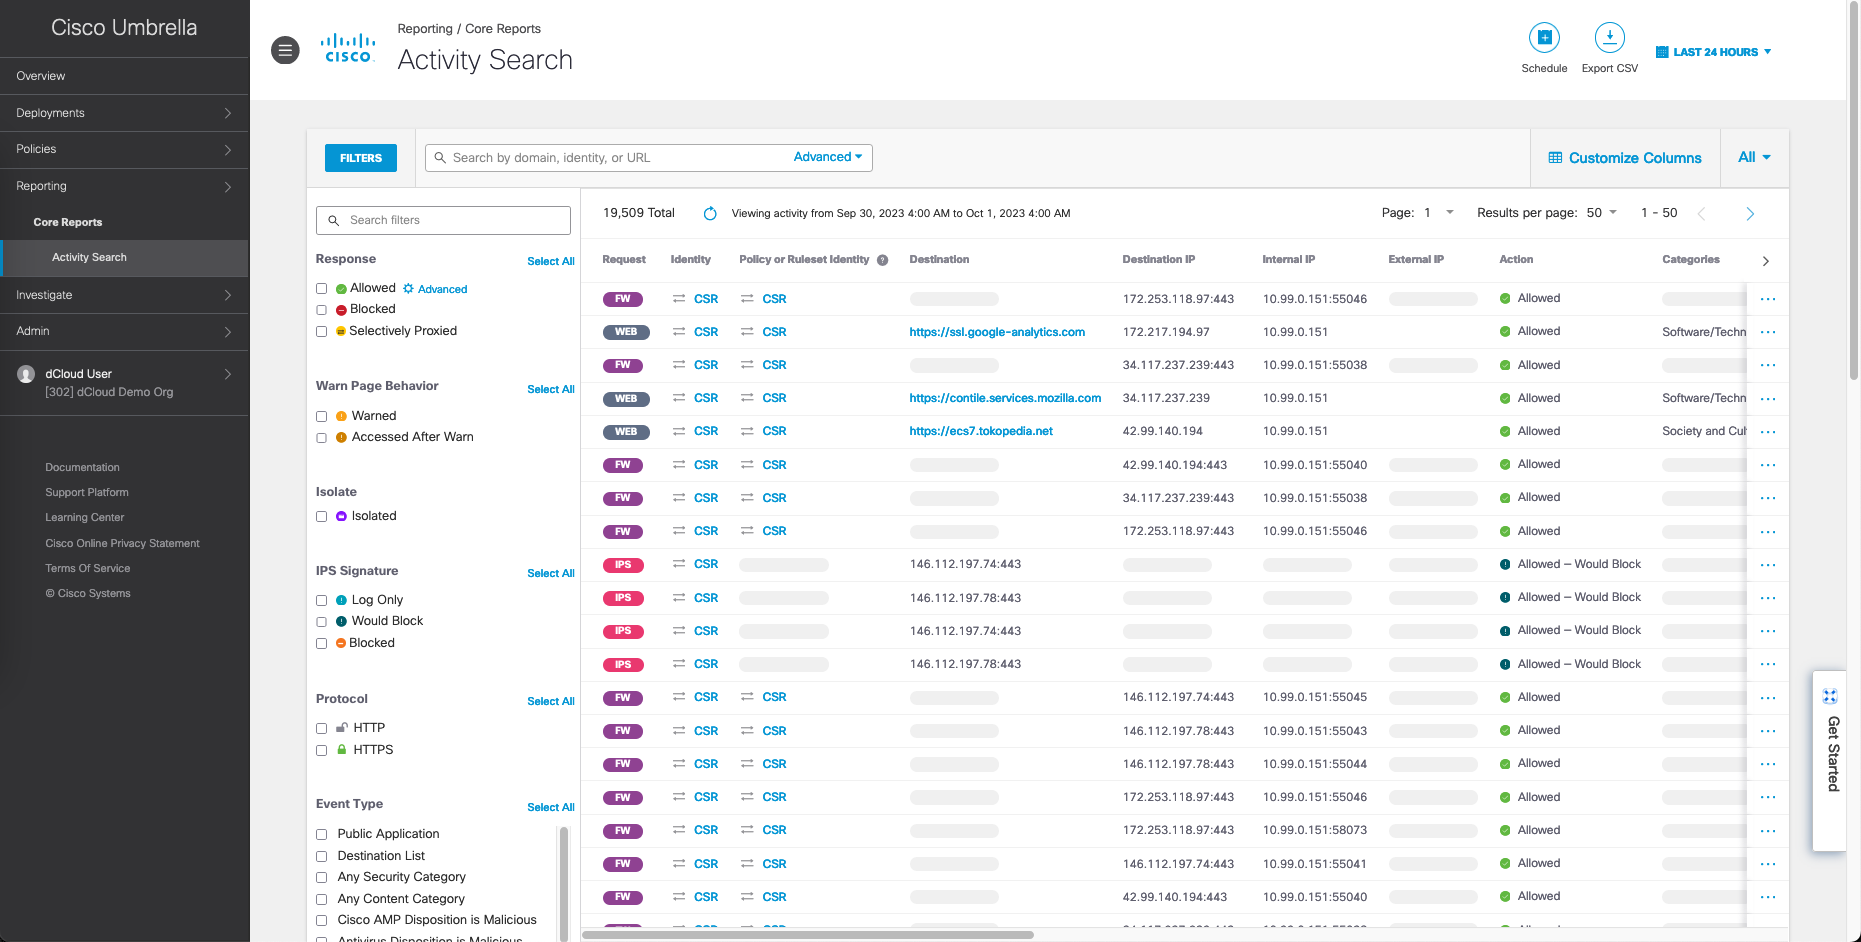 Cisco Umbrella
Overview
Deployments
Policies
Reporting
Core Reports
Activity Search
Investigate
Admin
dCloud User
[302] dCloud Demo Org
Documentation
Support Platform
Learning Center
Cisco Online Privacy Statement
Terms Of Service
© Cisco Systems
CISCO
Reporting / Core Reports
Activity Search
Schedule
Export CSV
LAST 24 HOURS
FILTERS
Search by domain, identity, or URL
Advanced
Customize Columns
All
Search filters
Response
Select All
Allowed
Advanced
Blocked
Selectively Proxied
Warn Page Behavior
Select All
Warned
Accessed After Warn
Isolate
Isolated
IPS Signature
Select All
Log Only
Would Block
Blocked
Protocol
Select All
HTTP
HTTPS
Event Type
Select All
Public Application
Destination List
Any Security Category
Any Content Category
Cisco AMP Disposition is Malicious
Antivirus Disposition is Malicious
19,509 Total
Viewing activity from Sep 30, 2023 4:00 AM to Oct 1, 2023 4:00 AM
Page: 1
Results per page: 50
1 - 50
Request Identity Policy or Ruleset Identity Destination Destination IP Internal IP External IP Action Categories
FW CSR CSR 172.253.118.97:443 10.99.0.151:55046 Allowed
WEB CSR CSR https://ssl.google-analytics.com 172.217.194.97 10.99.0.151 Allowed Software/Techn
FW CSR CSR 34.117.237.239:443 10.99.0.151:55038 Allowed
WEB CSR CSR https://contile.services.mozilla.com 34.117.237.239 10.99.0.151 Allowed Software/Techn
WEB CSR CSR https://ecs7.tokopedia.net 42.99.140.194 10.99.0.151 Allowed Society and Cul
FW CSR CSR 42.99.140.194:443 10.99.0.151:55040 Allowed
FW CSR CSR 34.117.237.239:443 10.99.0.151:55038 Allowed
FW CSR CSR 172.253.118.97:443 10.99.0.151:55046 Allowed
IPS CSR 146.112.197.74:443 Allowed – Would Block
IPS CSR 146.112.197.78:443 Allowed – Would Block
IPS CSR 146.112.197.74:443 Allowed – Would Block
IPS CSR 146.112.197.78:443 Allowed – Would Block
FW CSR CSR 146.112.197.74:443 10.99.0.151:55045 Allowed
FW CSR CSR 146.112.197.78:443 10.99.0.151:55043 Allowed
FW CSR CSR 146.112.197.78:443 10.99.0.151:55044 Allowed
FW CSR CSR 172.253.118.97:443 10.99.0.151:55046 Allowed
FW CSR CSR 172.253.118.97:443 10.99.0.151:58073 Allowed
FW CSR CSR 146.112.197.74:443 10.99.0.151:55041 Allowed
FW CSR CSR 42.99.140.194:443 10.99.0.151:55040 Allowed
Get Started